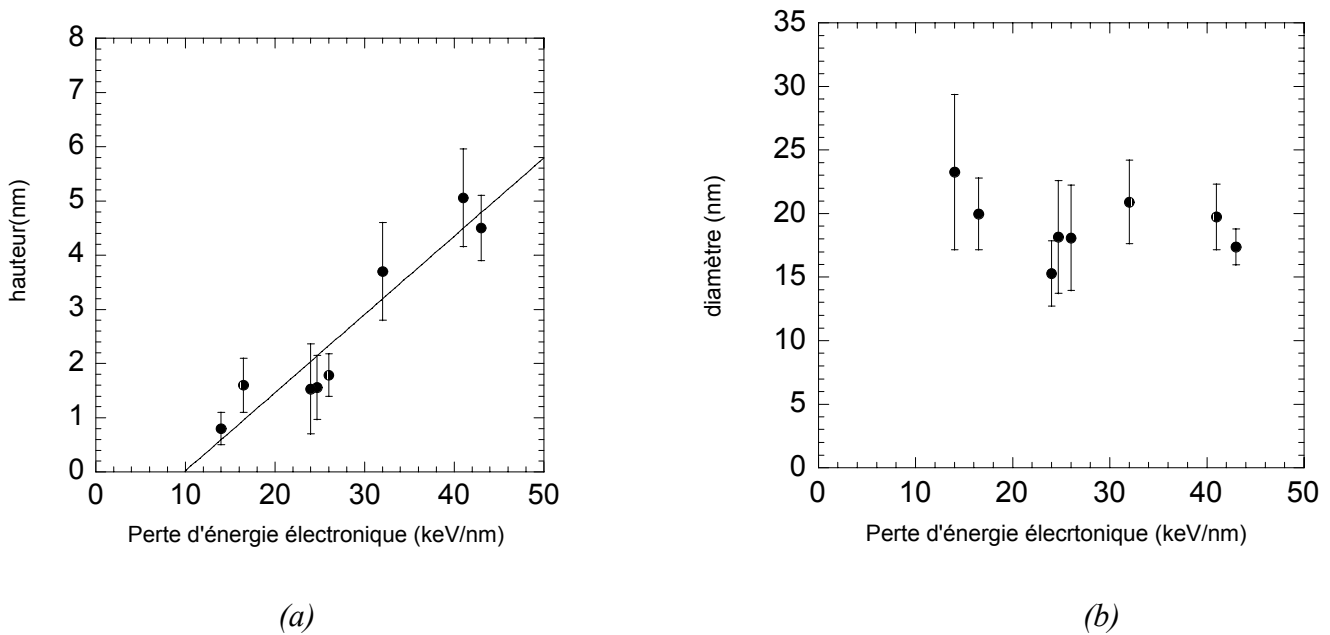 8
7
6
5
4
3
2
1
0
hauteur(nm)
0 10 20 30 40 50
Perte d'énergie électronique (keV/nm)
(a)
35
30
25
20
15
10
5
0
diamètre (nm)
0 10 20 30 40 50
Perte d'énergie élecrtonique (keV/nm)
(b)